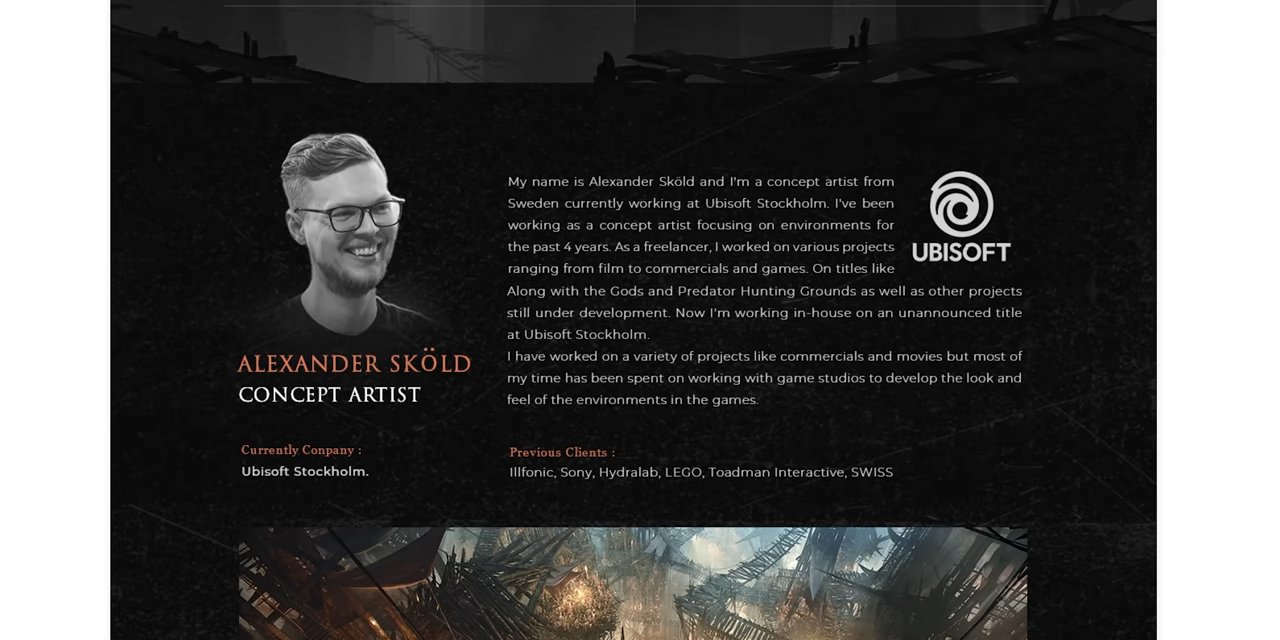 My name is Alexander Sköld and I'm a concept artist from
Sweden currently working at Ubisoft Stockholm. I've been
working as a concept artist focusing on environments for
the past 4 years. As a freelancer, I worked on various projects
ranging from film to commercials and games. On titles like
Along with the Gods and Predator Hunting Grounds as well as other projects
still under development. Now I'm working in-house on an unannounced title
at Ubisoft Stockholm.
I have worked on a variety of projects like commercials and movies but most of
my time has been spent on working with game studios to develop the look and
feel of the environments in the games.
UBISOFT
ALEXANDER SKÖLD
CONCEPT ARTIST
Currently Conpany :
Ubisoft Stockholm.
Previous Clients :
Illfonic, Sony, Hydralab, LEGO, Toadman Interactive, SWISS